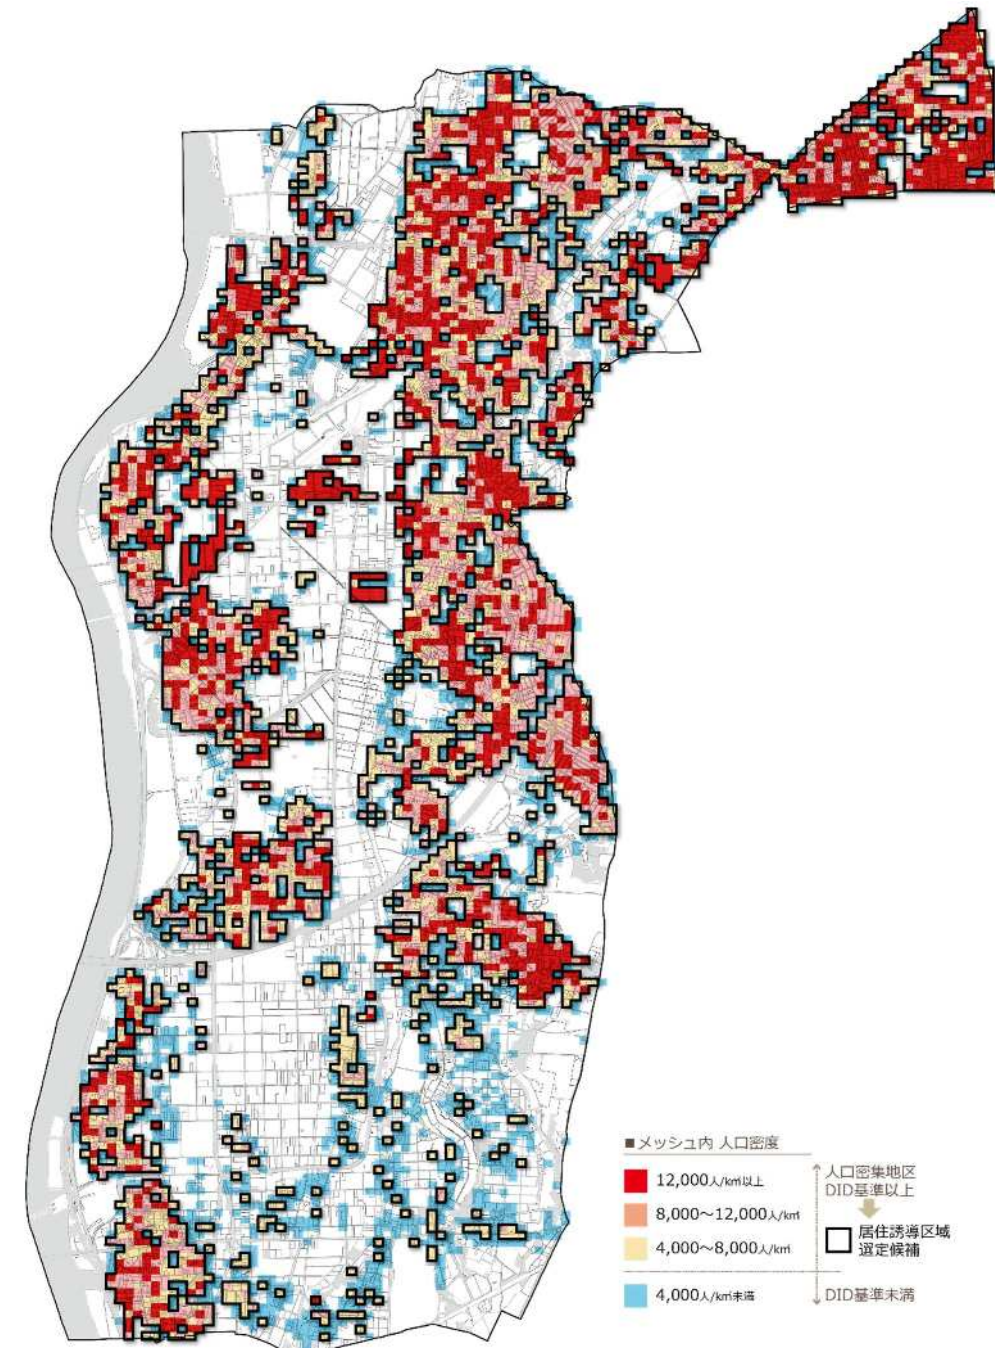 ■メッシュ内 人口密度
12,000人/k㎡以上
8,000～12,000人/k㎡
4,000～8,000人/k㎡
4,000人/k㎡未満
人口密集地区
DID基準以上
居住誘導区域
選定候補
DID基準未満